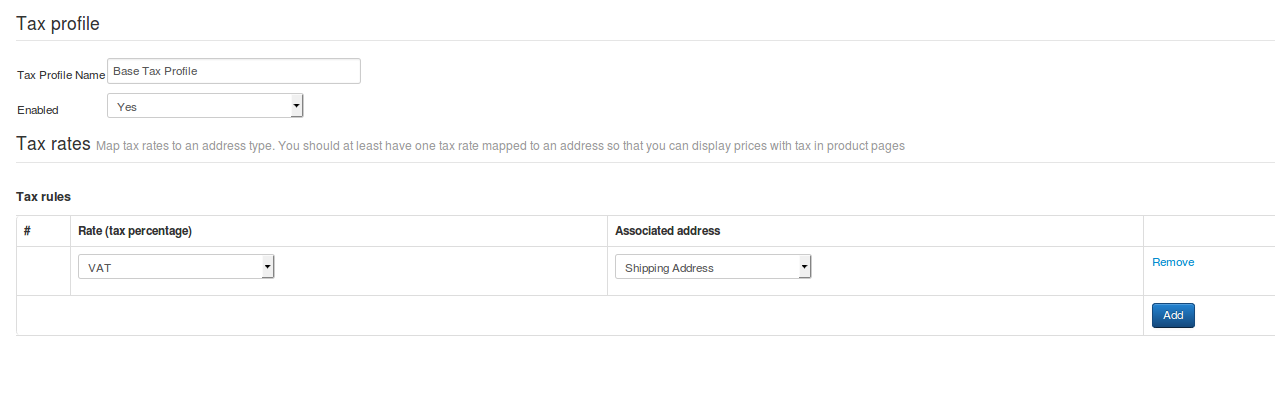 Tax profile
Tax Profile Name Base Tax Profile
Enabled Yes
Tax rates Map tax rates to an address type. You should at least have one tax rate mapped to an address so that you can display prices with tax in product pages
Tax rules
# Rate (tax percentage) Associated address
VAT Shipping Address Remove
Add